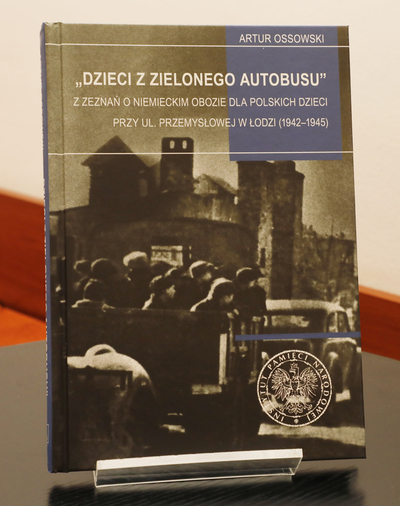 ARTUR OSSOWSKI
„DZIECI Z ZIELONEGO AUTOBUSU”
Z ZEZNAŃ O NIEMIECKIM OBOZIE DLA POLSKICH DZIECI
PRZY UL. PRZEMYSŁOWEJ W ŁODZI (1942–1945)
INSTYTUT PAMIĘCI NARODOWEJ